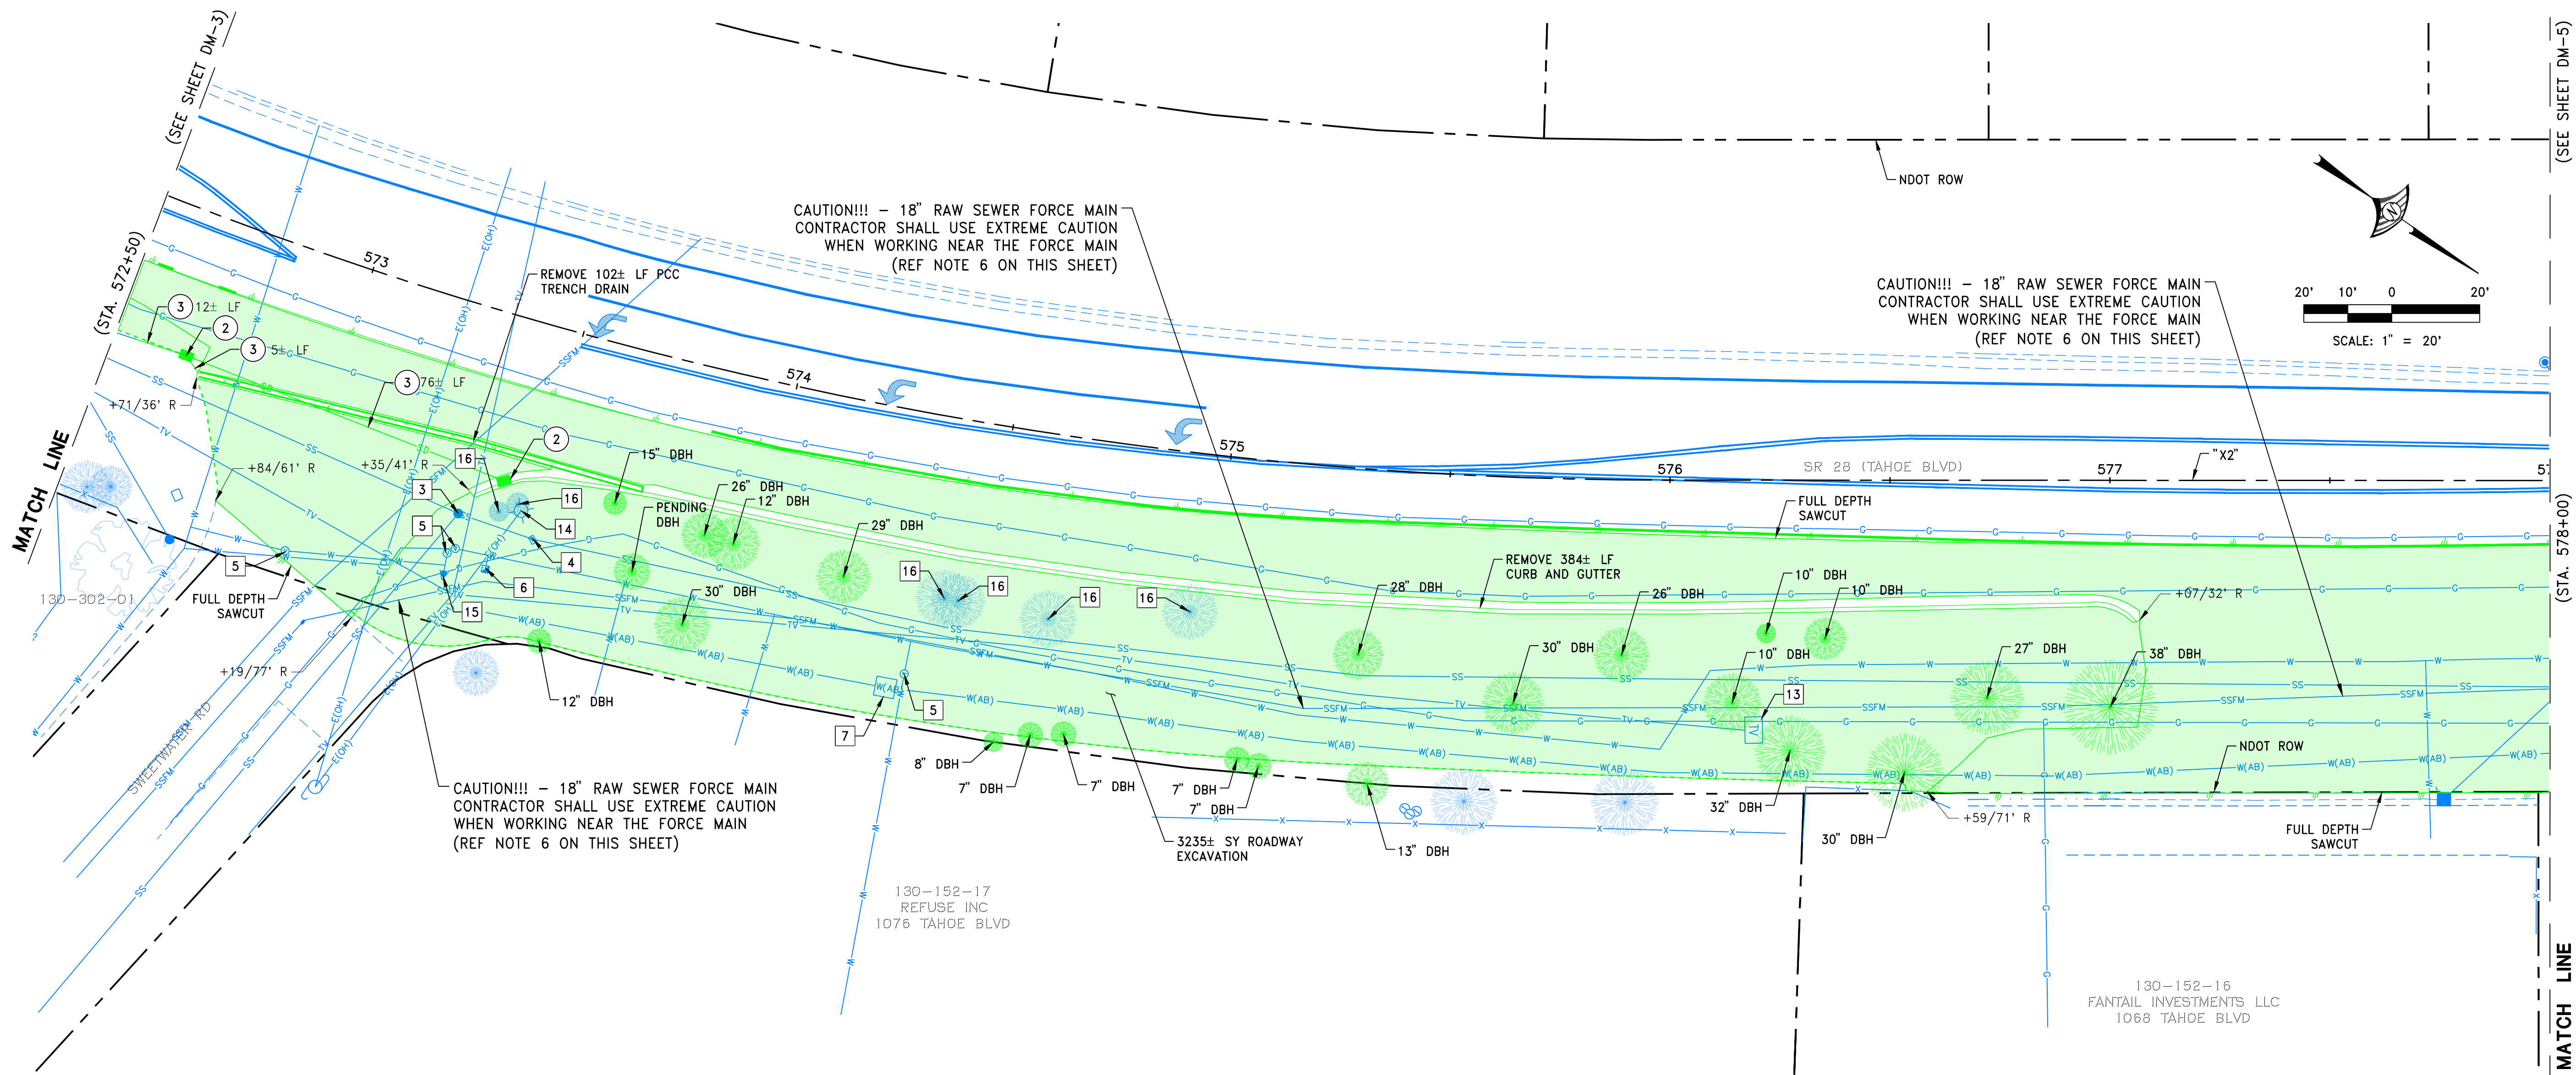 (SEE SHEET DM-3)
(STA. 572+50)
MATCH LINE
(SEE SHEET DM-5)
(STA. 578+00)
MATCH LINE
NDOT ROW
N
20' 10' 0 20'
SCALE: 1" = 20'
CAUTION!!! - 18" RAW SEWER FORCE MAIN
CONTRACTOR SHALL USE EXTREME CAUTION
WHEN WORKING NEAR THE FORCE MAIN
(REF NOTE 6 ON THIS SHEET)
CAUTION!!! - 18" RAW SEWER FORCE MAIN
CONTRACTOR SHALL USE EXTREME CAUTION
WHEN WORKING NEAR THE FORCE MAIN
(REF NOTE 6 ON THIS SHEET)
573
574
575
576
577
SR 28 (TAHOE BLVD)
"X2"
REMOVE 102± LF PCC
TRENCH DRAIN
3 12± LF
2
3 5± LF
3 76± LF
2
+71/36' R
+84/61' R
+35/41' R
16
3
5
16
14
4
6
15
5
15" DBH
PENDING
DBH
26" DBH
12" DBH
29" DBH
30" DBH
16
16
16
16
FULL DEPTH
SAWCUT
REMOVE 384± LF
CURB AND GUTTER
28" DBH
26" DBH
10" DBH
10" DBH
+07/32' R
30" DBH
10" DBH
27" DBH
38" DBH
13
130-302-01
FULL DEPTH
SAWCUT
+19/77' R
SWEETWATER RD
12" DBH
7
5
8" DBH
7" DBH
7" DBH
7" DBH
7" DBH
13" DBH
32" DBH
30" DBH
+59/71' R
NDOT ROW
FULL DEPTH
SAWCUT
3235± SY ROADWAY
EXCAVATION
CAUTION!!! - 18" RAW SEWER FORCE MAIN
CONTRACTOR SHALL USE EXTREME CAUTION
WHEN WORKING NEAR THE FORCE MAIN
(REF NOTE 6 ON THIS SHEET)
130-152-17
REFUSE INC
1076 TAHOE BLVD
130-152-16
FANTAIL INVESTMENTS LLC
1068 TAHOE BLVD
W
G
E(OH)
TV
SSFM
SS
SD
W(AB)
X